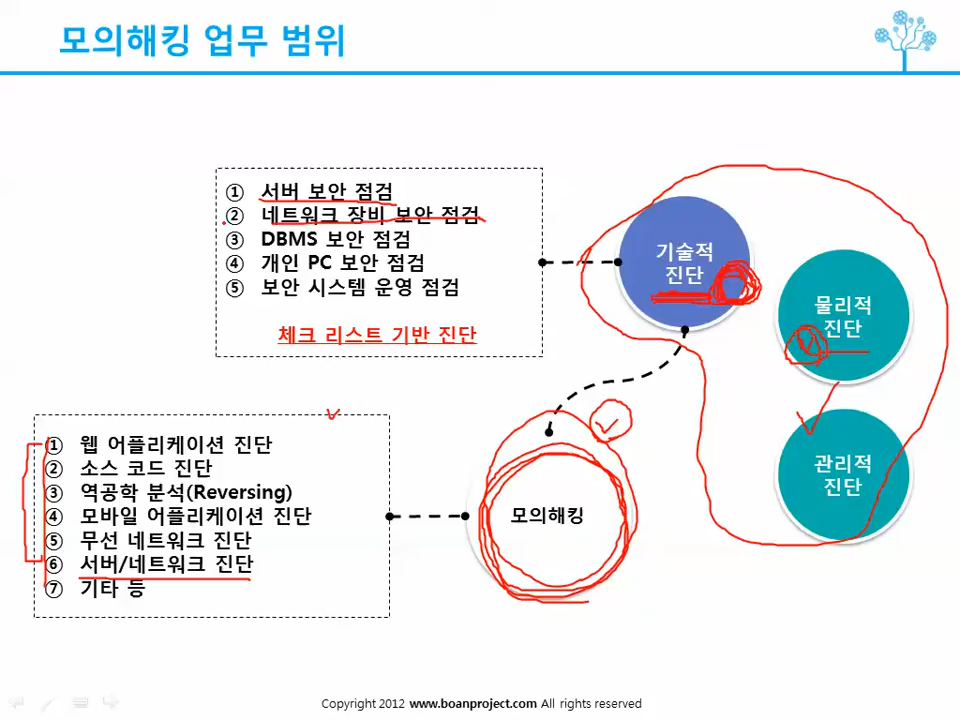 모의해킹 업무 범위
① 서버 보안 점검
② 네트워크 장비 보안 점검
③ DBMS 보안 점검
④ 개인 PC 보안 점검
⑤ 보안 시스템 운영 점검
체크 리스트 기반 진단
기술적
진단
물리적
진단
관리적
진단
모의해킹
① 웹 어플리케이션 진단
② 소스 코드 진단
③ 역공학 분석(Reversing)
④ 모바일 어플리케이션 진단
⑤ 무선 네트워크 진단
⑥ 서버/네트워크 진단
⑦ 기타 등
Copyright 2012 www.boanproject.com All rights reserved